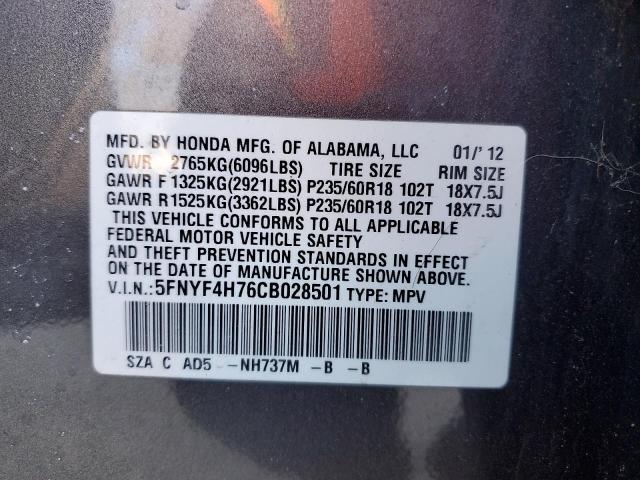 MFD. BY HONDA MFG. OF ALABAMA, LLC 01/'12
GVWR 2765KG(6096LBS) TIRE SIZE RIM SIZE
GAWR F 1325KG(2921LBS) P235/60R18 102T 18X7.5J
GAWR R1525KG(3362LBS) P235/60R18 102T 18X7.5J
THIS VEHICLE CONFORMS TO ALL APPLICABLE
FEDERAL MOTOR VEHICLE SAFETY
AND THEFT PREVENTION STANDARDS IN EFFECT
ON THE DATE OF MANUFACTURE SHOWN ABOVE.
V.I.N.:5FNYF4H76CB028501 TYPE: MPV
SZA C AD5 --NH737M --B --B